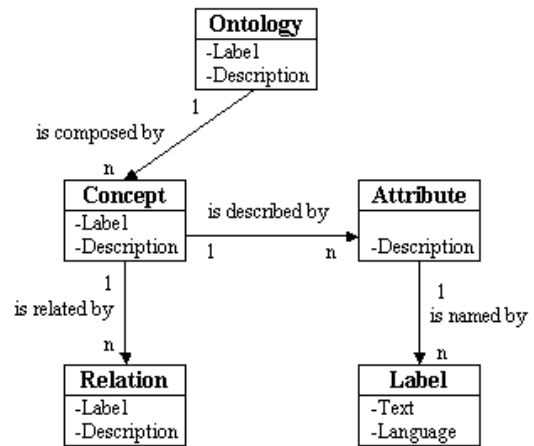 Ontology
-Label
-Description
1
is composed by
n
Concept
-Label
-Description
is described by
1
n
Attribute
-Description
1
is related by
n
1
is named by
n
Relation
-Label
-Description
Label
-Text
-Language